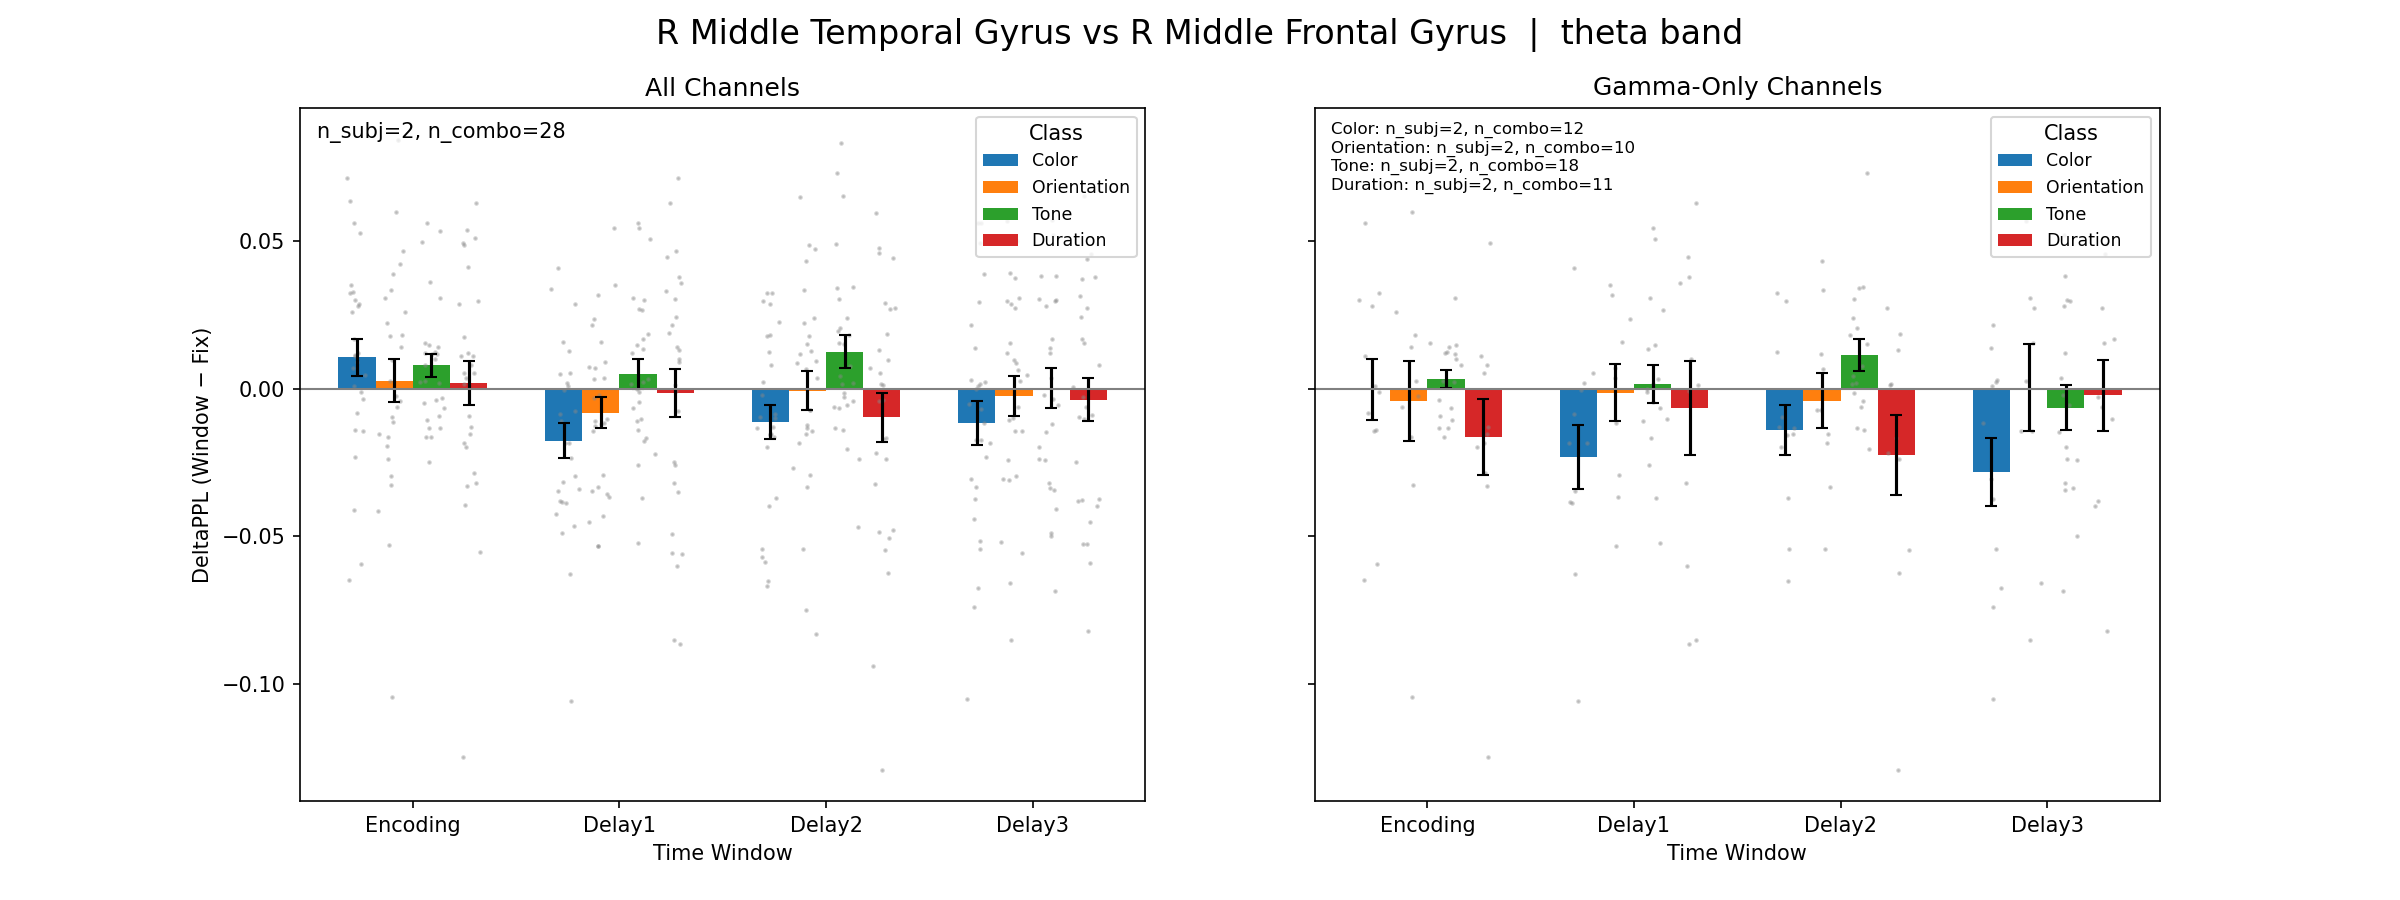 R Middle Temporal Gyrus vs R Middle Frontal Gyrus | theta band
All Channels
n_subj=2, n_combo=28
Class
Color
Orientation
Tone
Duration
0.05
0.00
−0.05
−0.10
DeltaPPL (Window − Fix)
Encoding
Delay1
Delay2
Delay3
Time Window
Gamma-Only Channels
Color: n_subj=2, n_combo=12
Orientation: n_subj=2, n_combo=10
Tone: n_subj=2, n_combo=18
Duration: n_subj=2, n_combo=11
Class
Color
Orientation
Tone
Duration
Encoding
Delay1
Delay2
Delay3
Time Window